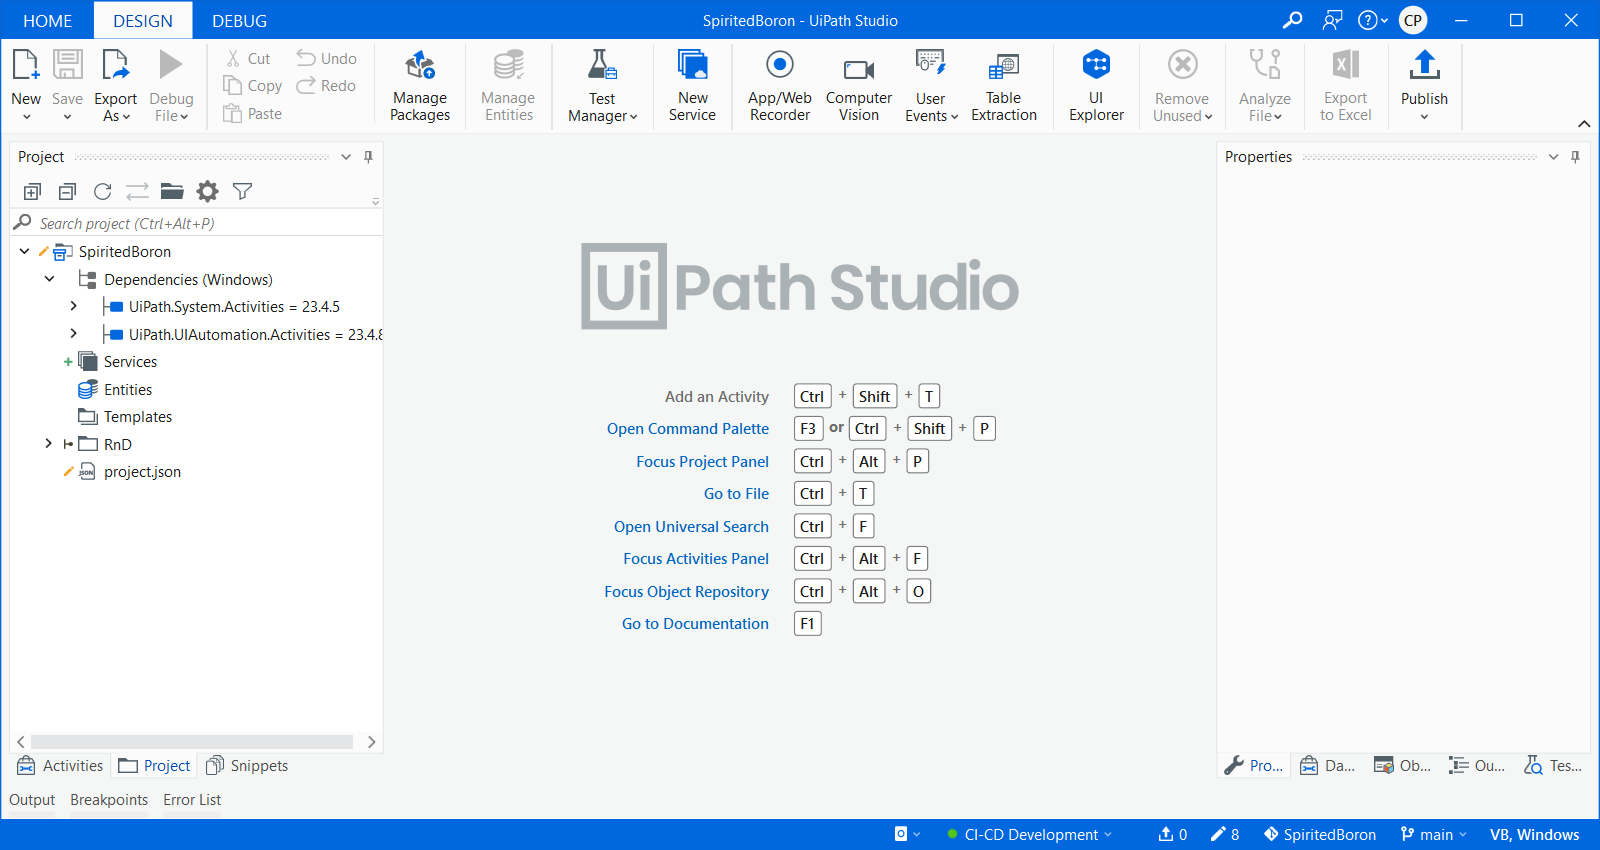 HOME DESIGN DEBUG SpiritedBoron - UiPath Studio CP
New Save Export As Debug File Cut Copy Paste Undo Redo Manage Packages Manage Entities Test Manager New Service App/Web Recorder Computer Vision User Events Table Extraction UI Explorer Remove Unused Analyze File Export to Excel Publish
Project
Search project (Ctrl+Alt+P)
SpiritedBoron
Dependencies (Windows)
UiPath.System.Activities = 23.4.5
UiPath.UIAutomation.Activities = 23.4.8
Services
Entities
Templates
RnD
JSON project.json
Activities Project Snippets
Output Breakpoints Error List
UiPath Studio
Add an Activity Ctrl + Shift + T
Open Command Palette F3 or Ctrl + Shift + P
Focus Project Panel Ctrl + Alt + P
Go to File Ctrl + T
Open Universal Search Ctrl + F
Focus Activities Panel Ctrl + Alt + F
Focus Object Repository Ctrl + Alt + O
Go to Documentation F1
Properties
Pro... Da... Ob... Ou... Tes...
CI-CD Development 0 8 SpiritedBoron main VB, Windows